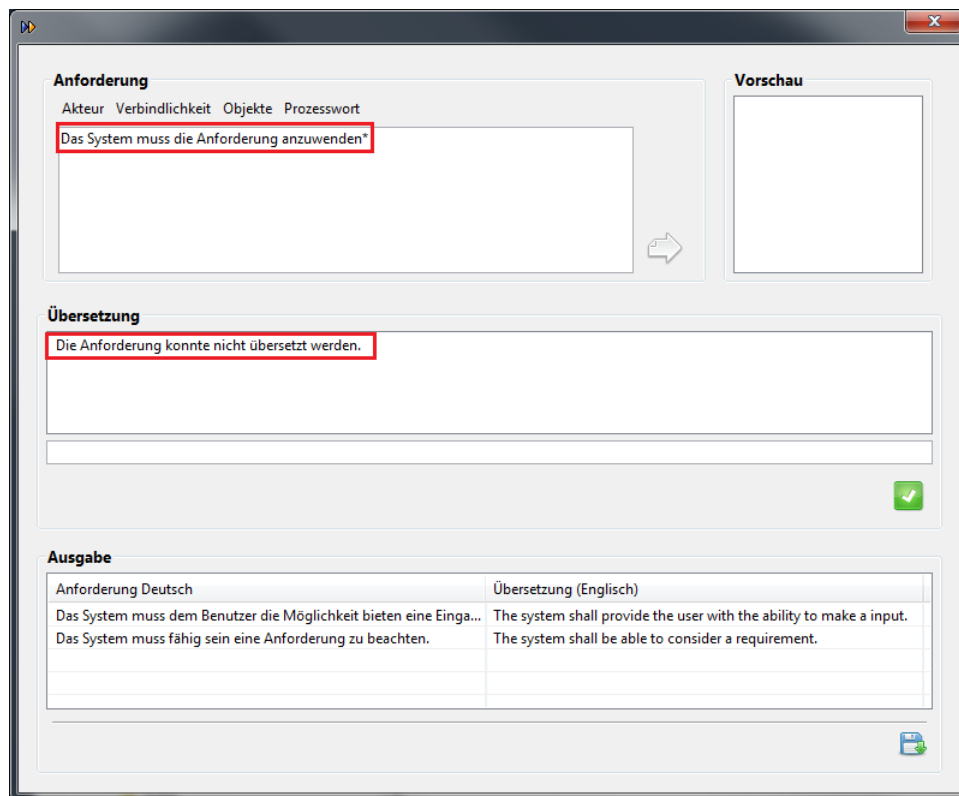 Anforderung
Akteur Verbindlichkeit Objekte Prozesswort
Das System muss die Anforderung anzuwenden*
Vorschau
Übersetzung
Die Anforderung konnte nicht übersetzt werden.
Ausgabe
Anforderung Deutsch Übersetzung (Englisch)
Das System muss dem Benutzer die Möglichkeit bieten eine Einga... The system shall provide the user with the ability to make a input.
Das System muss fähig sein eine Anforderung zu beachten. The system shall be able to consider a requirement.